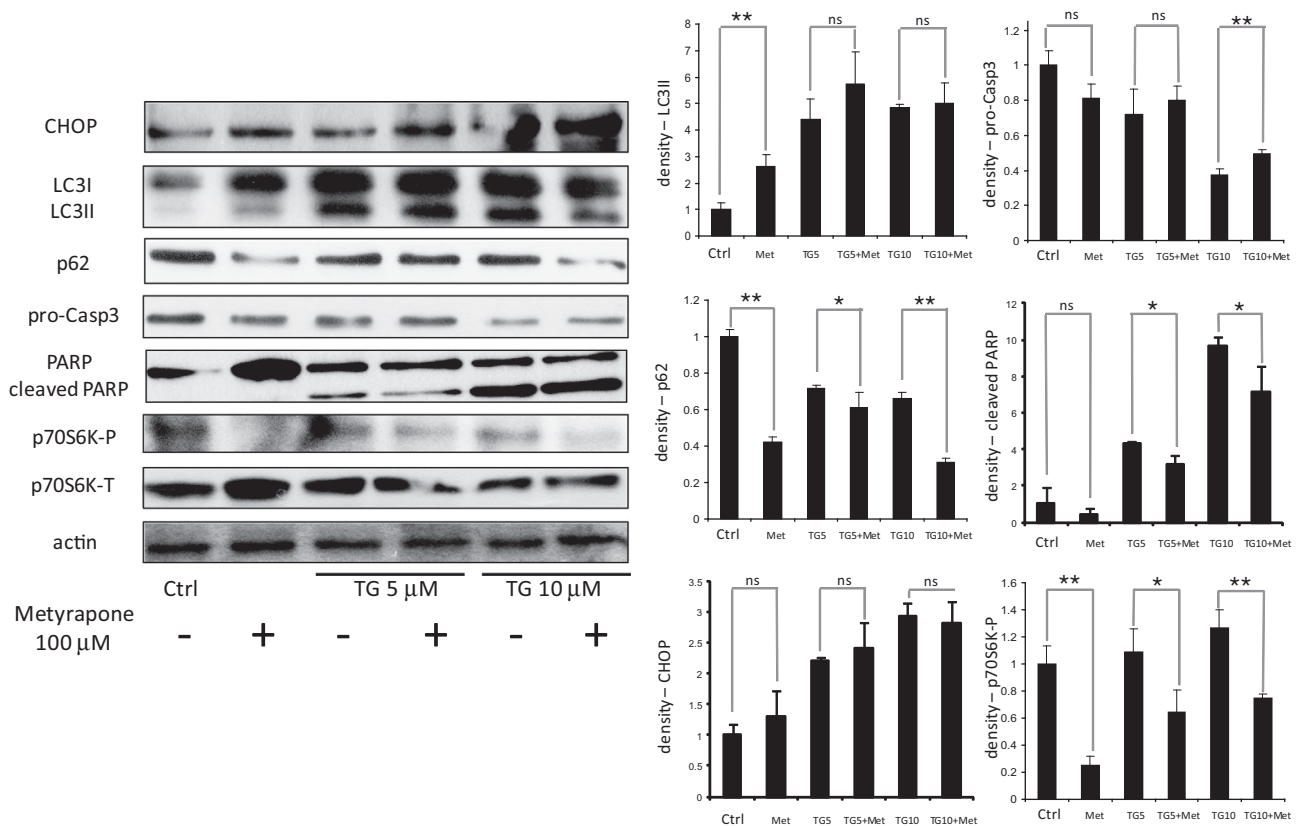 CHOP
LC3I
LC3II
p62
pro-Casp3
PARP
cleaved PARP
p70S6K-P
p70S6K-T
actin
Ctrl TG 5 µM TG 10 µM
Metyrapone
100 µM - + - + - +
density – LC3II
8
7
6
5
4
3
2
1
0
** ns ns
Ctrl Met TG5 TG5+Met TG10 TG10+Met
density – pro-Casp3
1.2
1
0.8
0.6
0.4
0.2
0
ns ns **
Ctrl Met TG5 TG5+Met TG10 TG10+Met
density – p62
1.2
1
0.8
0.6
0.4
0.2
0
** * **
Ctrl Met TG5 TG5+Met TG10 TG10+Met
density – cleaved PARP
12
10
8
6
4
2
0
ns * *
Ctrl Met TG5 TG5+Met TG10 TG10+Met
density – CHOP
3.5
3
2.5
2
1.5
1
0.5
0
ns ns ns
Ctrl Met TG5 TG5+Met TG10 TG10+Met
density – p70S6K-P
1.6
1.4
1.2
1
0.8
0.6
0.4
0.2
0
** * **
Ctrl Met TG5 TG5+Met TG10 TG10+Met